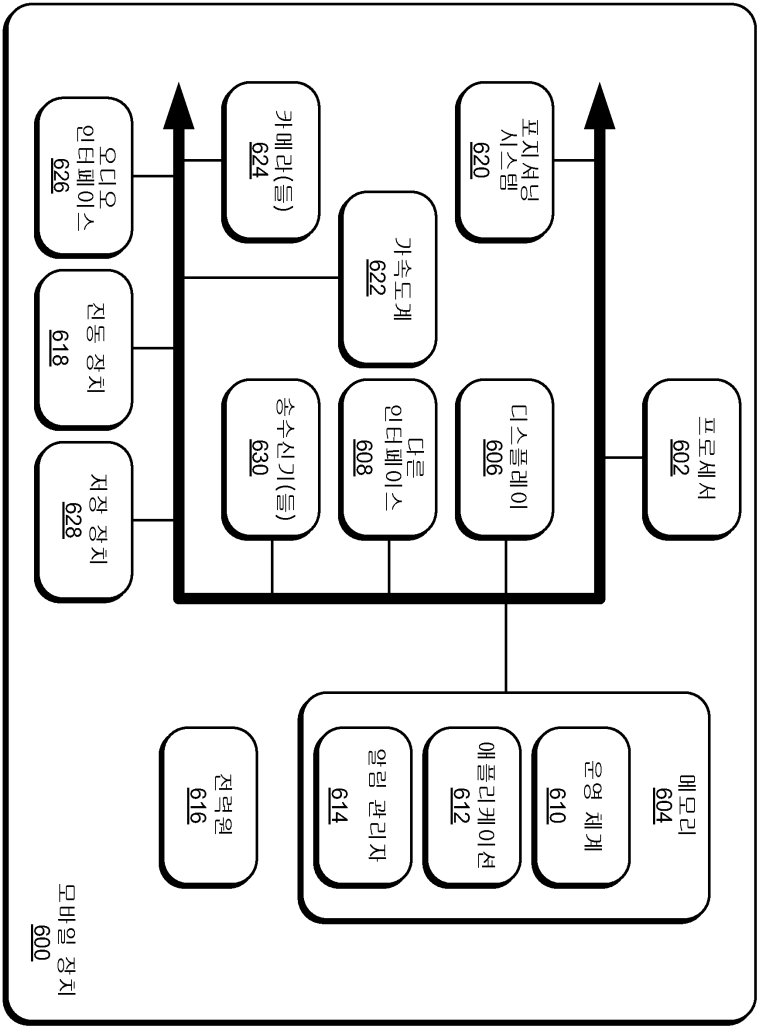 프로세서
602
메모리
604
운영 체계
610
포지셔닝
시스템
620
디스플레이
606
애플리케이션
612
가속도계
622
다른
인터페이스
608
알림 관리자
614
카메라(들)
624
송수신기(들)
630
전력원
616
오디오
인터페이스
626
진동 장치
618
저장 장치
628
모바일 장치
600